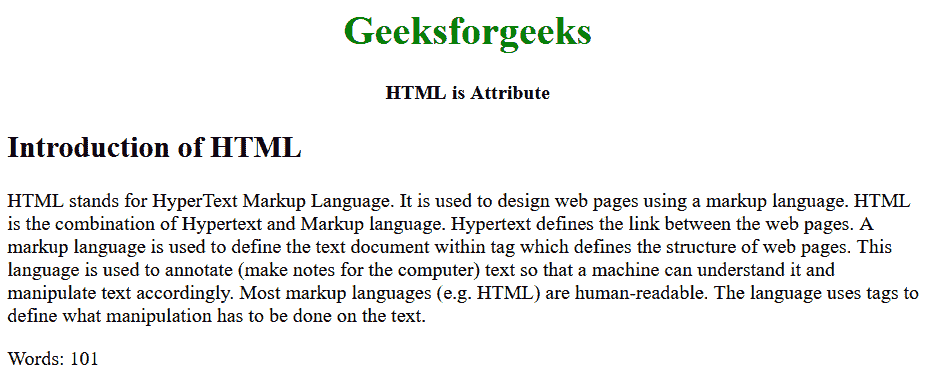 Geeksforgeeks
HTML is Attribute
Introduction of HTML
HTML stands for HyperText Markup Language. It is used to design web pages using a markup language. HTML
is the combination of Hypertext and Markup language. Hypertext defines the link between the web pages. A
markup language is used to define the text document within tag which defines the structure of web pages. This
language is used to annotate (make notes for the computer) text so that a machine can understand it and
manipulate text accordingly. Most markup languages (e.g. HTML) are human-readable. The language uses tags to
define what manipulation has to be done on the text.
Words: 101